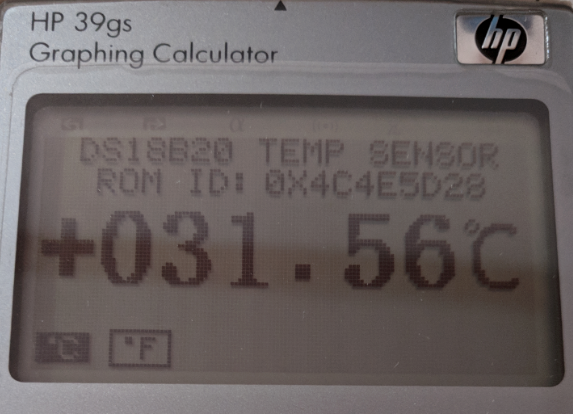 HP 39gs
Graphing Calculator
hp
DS18B20 TEMP SENSOR
ROM ID: 0X4C4E5D28
+031.56℃
℃ °F